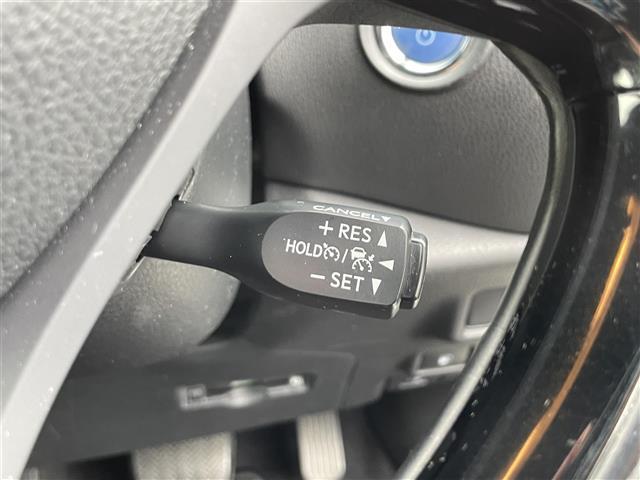 CANCEL
+ RES
HOLD /
− SET